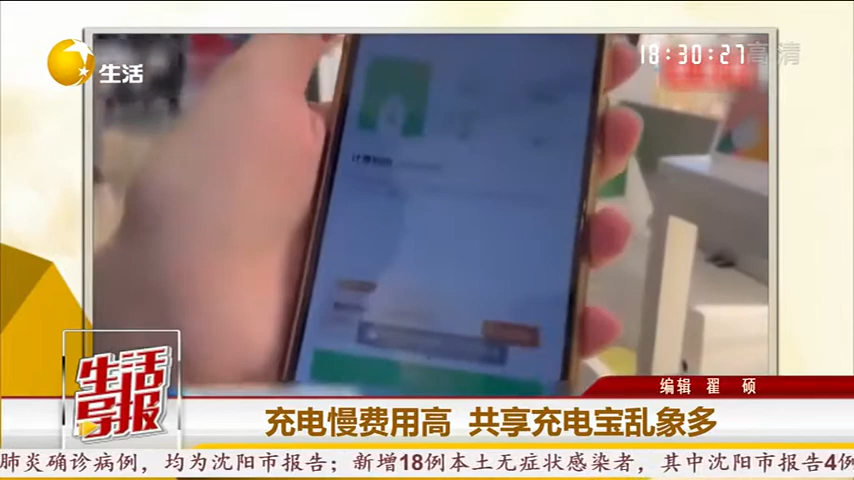 生活
18:30:27
高清
生活导报
编辑 翟 硕
充电慢费用高 共享充电宝乱象多
肺炎确诊病例，均为沈阳市报告；新增18例本土无症状感染者，其中沈阳市报告4例